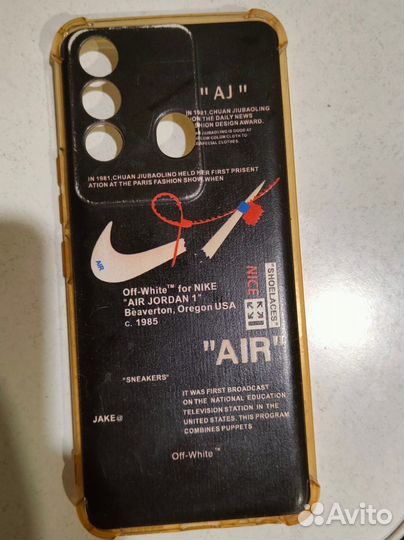 "AJ"
IN 1981,CHUAN JIUBAOLING
ON THE DAILY NEWS
FASHION DESIGN AWARD.
JIUBAOLING IS GOOD AT
COLOR CLOTH TO
SAFECIAL CLOTHES.
IN 1981,CHUAN JIUBAOLING HELD HER FIRST PRISENT
ATION AT THE PARIS FASHION SHOW,WHEN
AIR
Off-White™ for NIKE
"AIR JORDAN 1"
Beaverton, Oregon USA
c. 1985
NICE
"SHOELACES"
"AIR"
"SNEAKERS"
IT WAS FIRST BROADCAST
ON THE NATIONAL EDUCATION
TELEVISION STATION IN THE
UNITED STATES. THIS PROGRAM
COMBINES PUPPETS
JAKE@
Off-White™
Avito